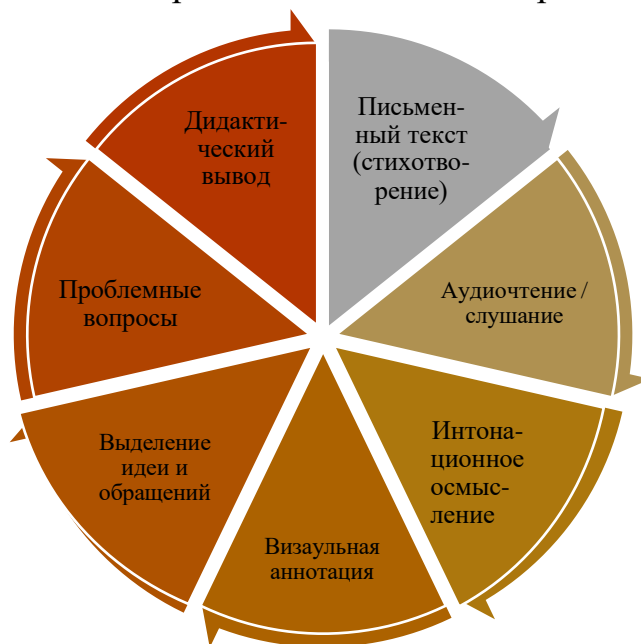 Письмен-
ный текст
(стихотво-
рение)
Аудиочтение /
слушание
Интона-
ционное
осмыс-
ление
Визаульная
аннотация
Выделение
идеи и
обращений
Проблемные
вопросы
Дидакти-
ческий
вывод